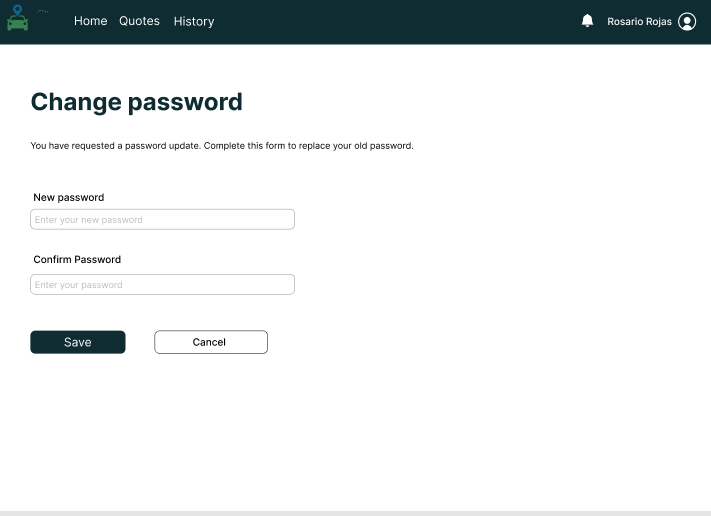 Home Quotes History Rosario Rojas
Change password
You have requested a password update. Complete this form to replace your old password.
New password
Enter your new password
Confirm Password
Enter your password
Save Cancel